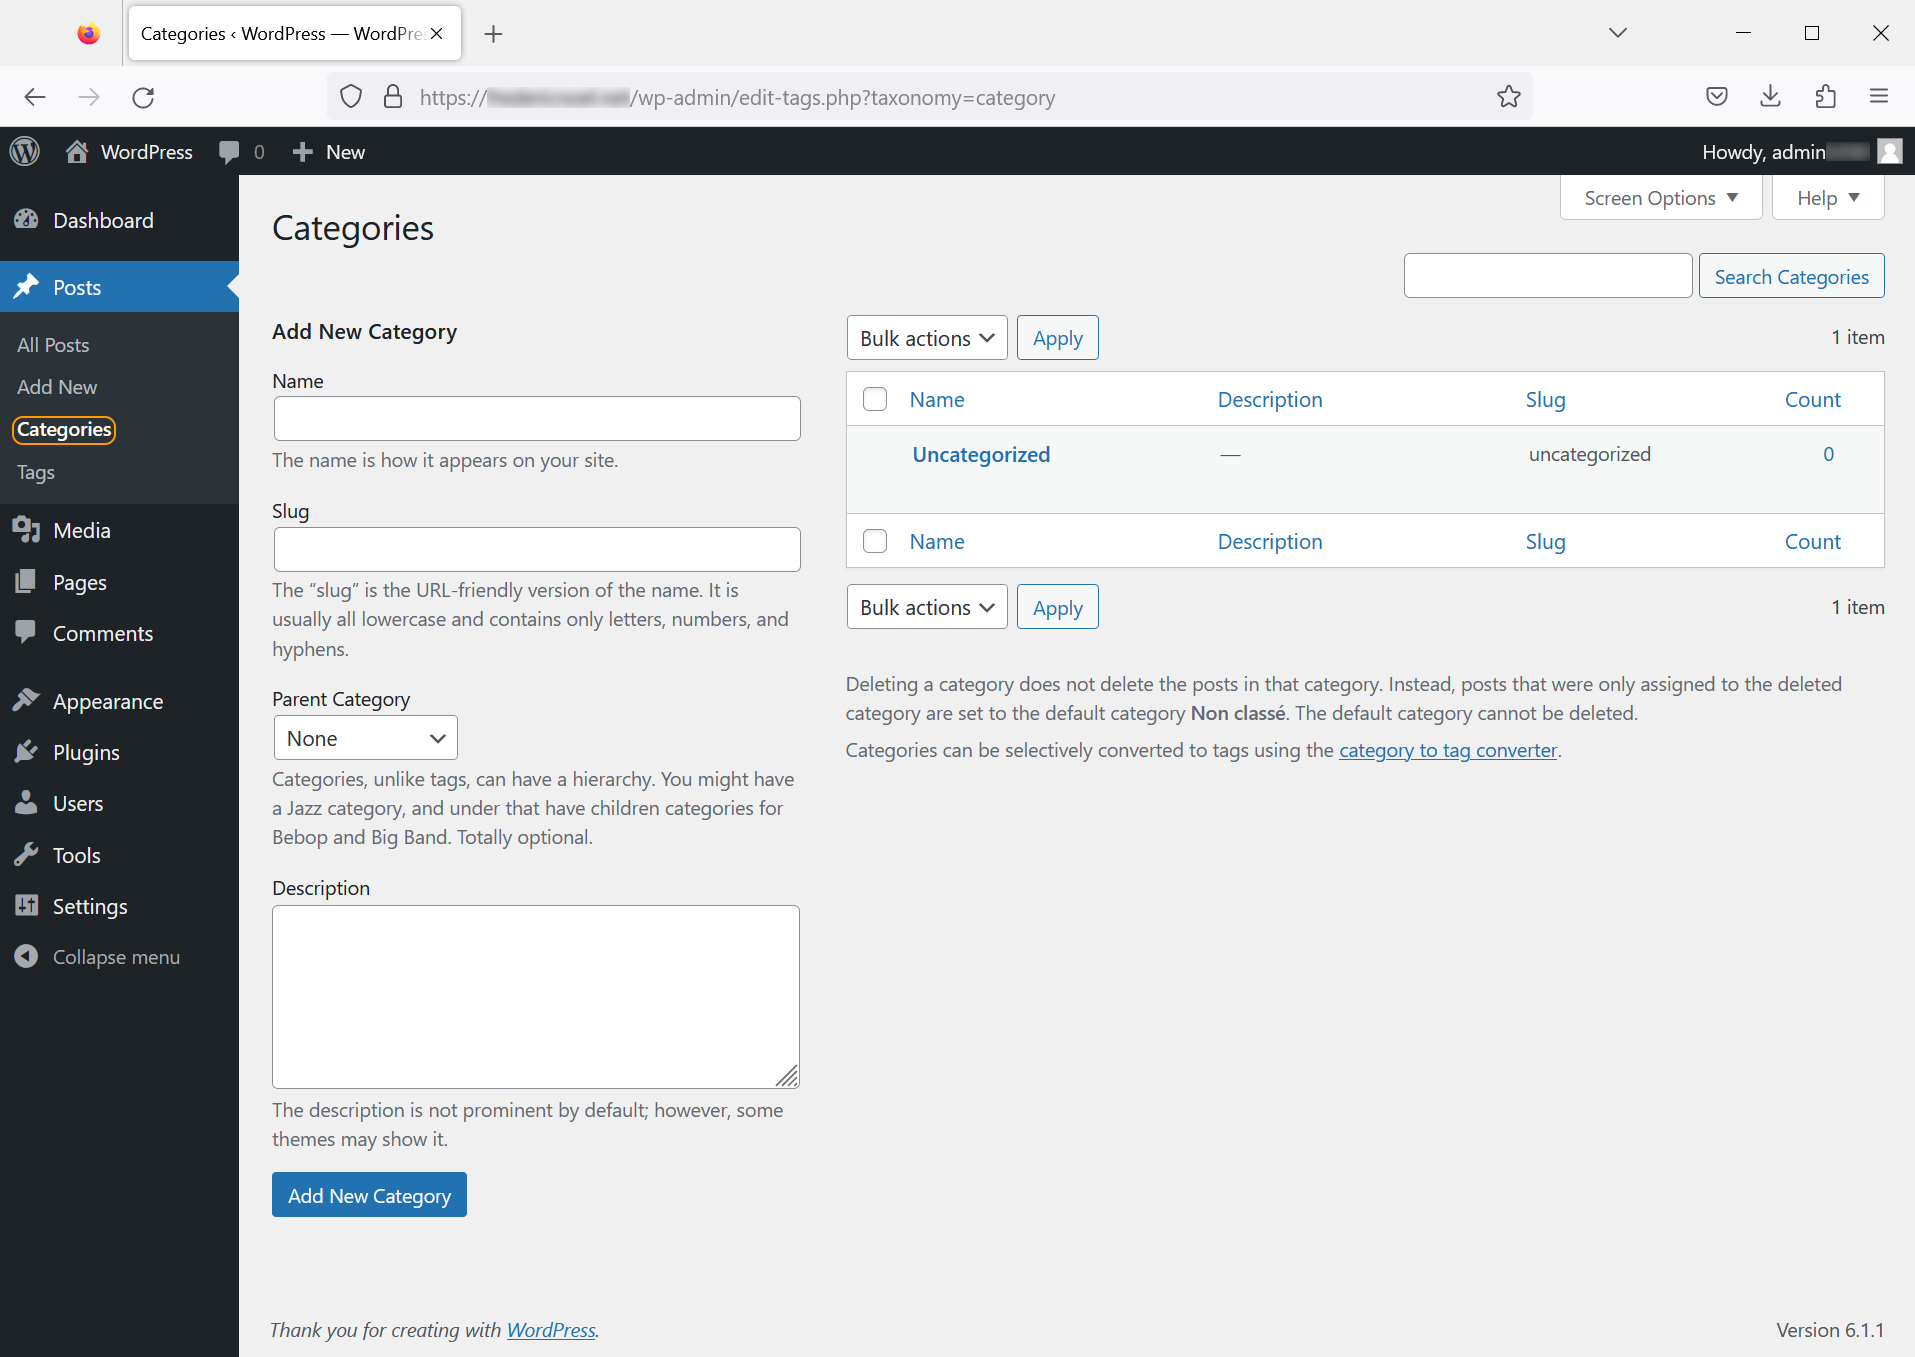 Categories ‹ WordPress — WordPre
https:// /wp-admin/edit-tags.php?taxonomy=category
WordPress 0 New
Howdy, admin
Dashboard
Posts
All Posts
Add New
Categories
Tags
Media
Pages
Comments
Appearance
Plugins
Users
Tools
Settings
Collapse menu
Screen Options
Help
Categories
Search Categories
Add New Category
Name
The name is how it appears on your site.
Slug
The “slug” is the URL-friendly version of the name. It is
usually all lowercase and contains only letters, numbers, and
hyphens.
Parent Category
None
Categories, unlike tags, can have a hierarchy. You might have
a Jazz category, and under that have children categories for
Bebop and Big Band. Totally optional.
Description
The description is not prominent by default; however, some
themes may show it.
Add New Category
Bulk actions Apply 1 item
Name Description Slug Count
Uncategorized — uncategorized 0
Name Description Slug Count
Bulk actions Apply 1 item
Deleting a category does not delete the posts in that category. Instead, posts that were only assigned to the deleted
category are set to the default category Non classé. The default category cannot be deleted.
Categories can be selectively converted to tags using the category to tag converter.
Thank you for creating with WordPress.
Version 6.1.1